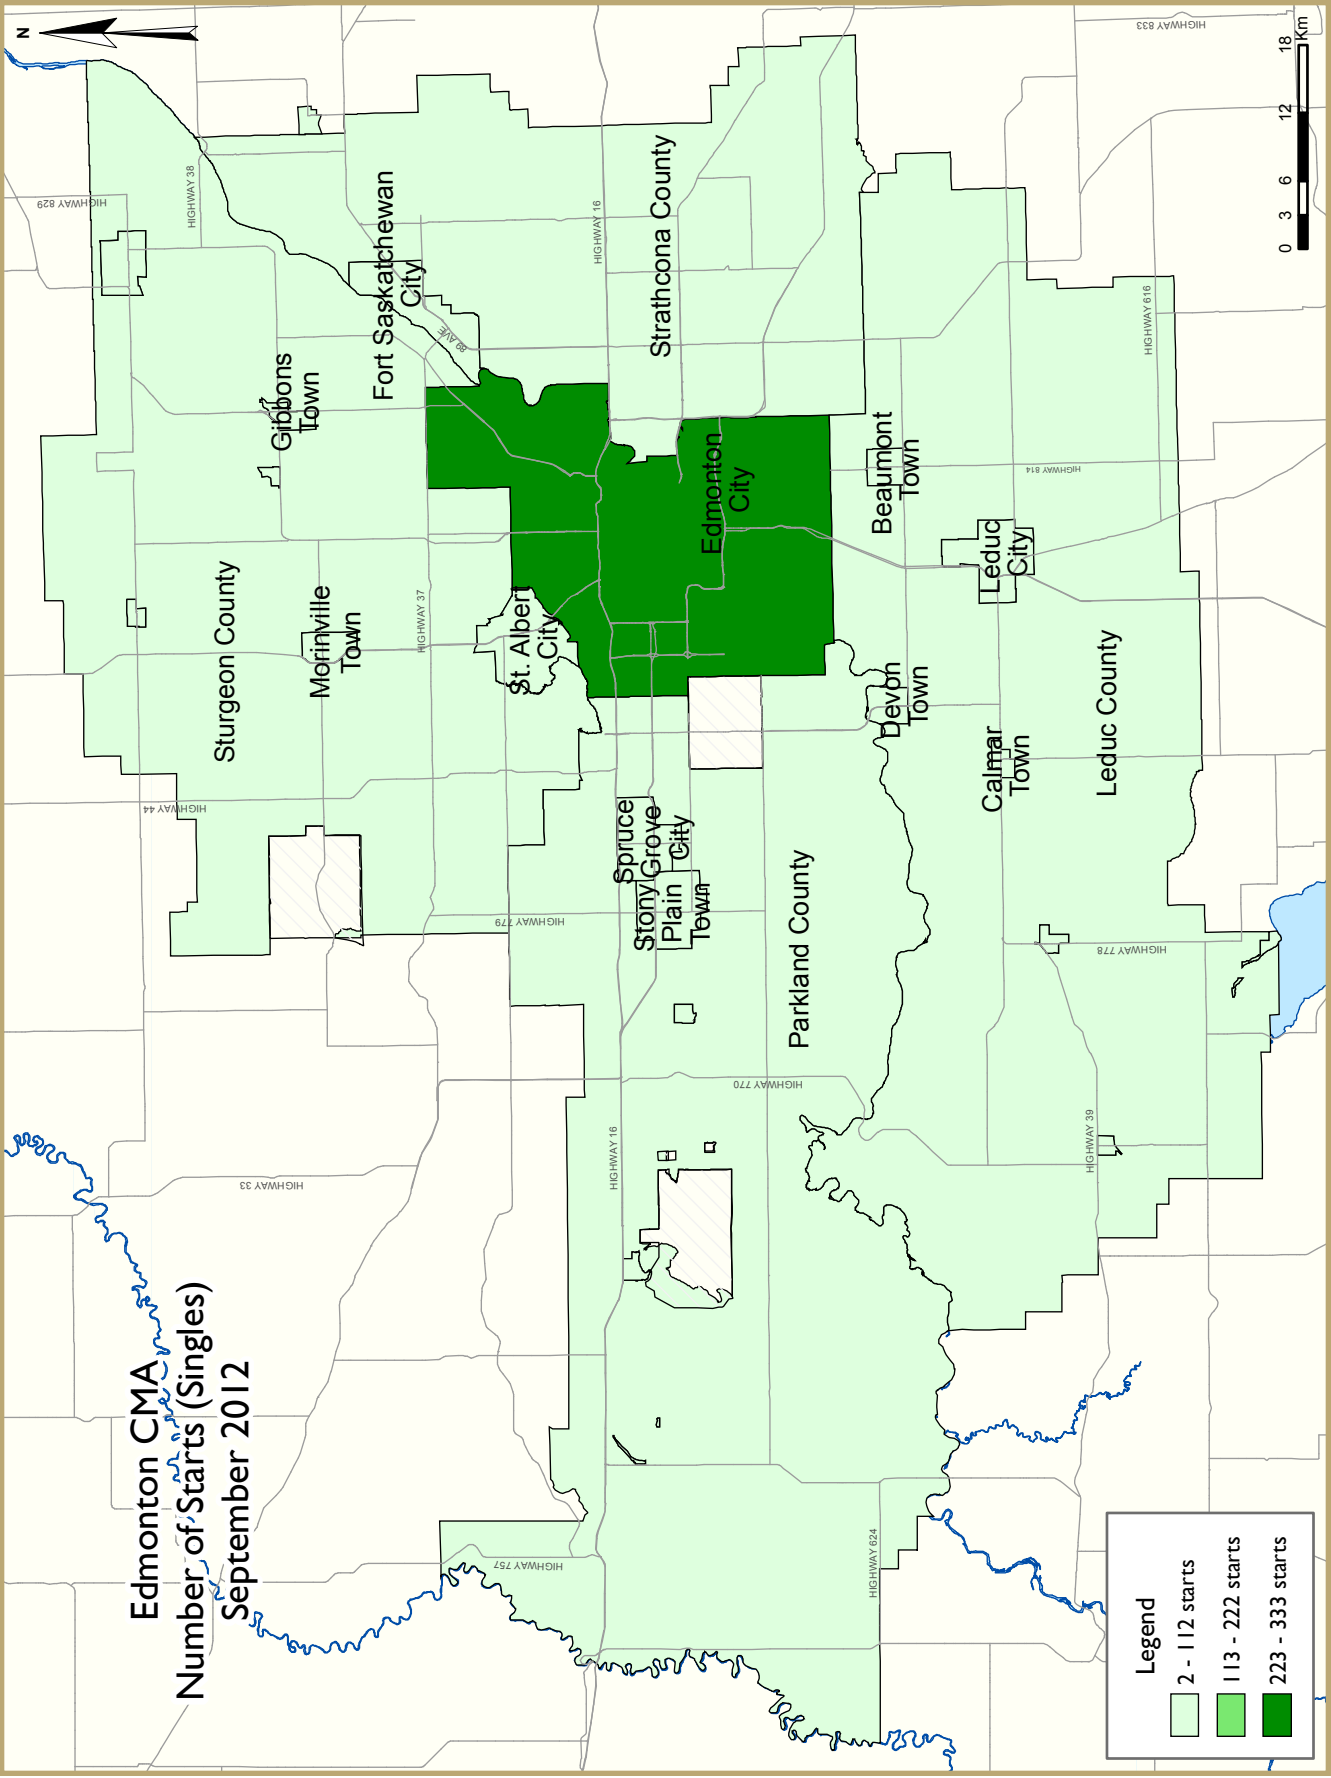 Edmonton CMA
Number of Starts (Singles)
September 2012
N
HIGHWAY 829
HIGHWAY 38
HIGHWAY 833
Gibbons
Town
Fort Saskatchewan
City
89 AVE
Sturgeon County
Morinville
Town
HIGHWAY 44
HIGHWAY 37
St. Albert
City
HIGHWAY 16
Strathcona County
Edmonton
City
HIGHWAY 33
HIGHWAY 779
Spruce
Grove
City
Stony
Plain
Town
HIGHWAY 16
HIGHWAY 770
Parkland County
HIGHWAY 757
HIGHWAY 624
Beaumont
Town
HIGHWAY 814
Devon
Town
Leduc
City
Calmar
Town
Leduc County
HIGHWAY 616
HIGHWAY 778
HIGHWAY 39
Legend
2 - 112 starts
113 - 222 starts
223 - 333 starts
0 3 6 12 18
Km